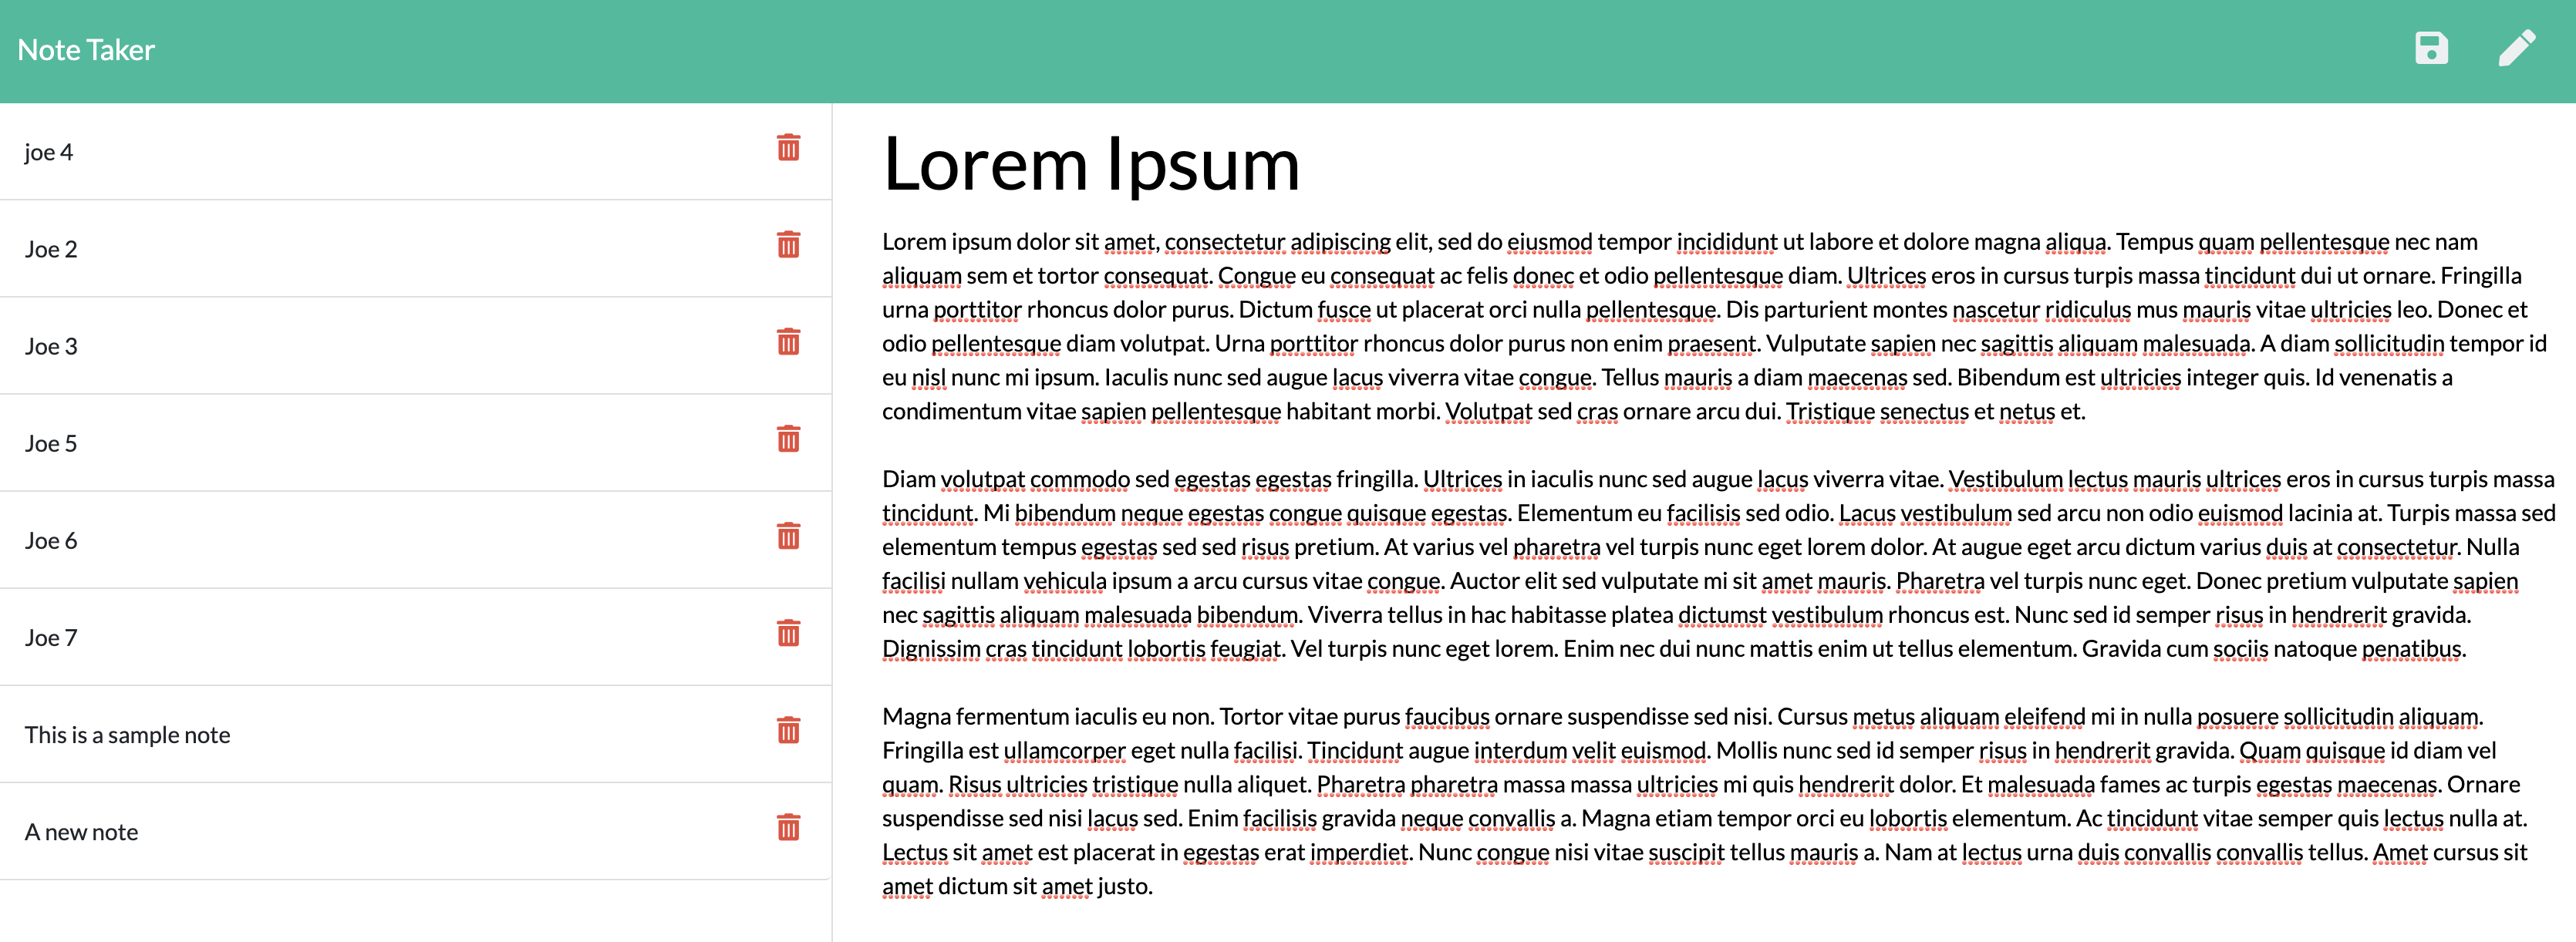 Note Taker
joe 4
Joe 2
Joe 3
Joe 5
Joe 6
Joe 7
This is a sample note
A new note
Lorem Ipsum
Lorem ipsum dolor sit amet, consectetur adipiscing elit, sed do eiusmod tempor incididunt ut labore et dolore magna aliqua. Tempus quam pellentesque nec nam
aliquam sem et tortor consequat. Congue eu consequat ac felis donec et odio pellentesque diam. Ultrices eros in cursus turpis massa tincidunt dui ut ornare. Fringilla
urna porttitor rhoncus dolor purus. Dictum fusce ut placerat orci nulla pellentesque. Dis parturient montes nascetur ridiculus mus mauris vitae ultricies leo. Donec et
odio pellentesque diam volutpat. Urna porttitor rhoncus dolor purus non enim praesent. Vulputate sapien nec sagittis aliquam malesuada. A diam sollicitudin tempor id
eu nisl nunc mi ipsum. Iaculis nunc sed augue lacus viverra vitae congue. Tellus mauris a diam maecenas sed. Bibendum est ultricies integer quis. Id venenatis a
condimentum vitae sapien pellentesque habitant morbi. Volutpat sed cras ornare arcu dui. Tristique senectus et netus et.
Diam volutpat commodo sed egestas egestas fringilla. Ultrices in iaculis nunc sed augue lacus viverra vitae. Vestibulum lectus mauris ultrices eros in cursus turpis massa
tincidunt. Mi bibendum neque egestas congue quisque egestas. Elementum eu facilisis sed odio. Lacus vestibulum sed arcu non odio euismod lacinia at. Turpis massa sed
elementum tempus egestas sed sed risus pretium. At varius vel pharetra vel turpis nunc eget lorem dolor. At augue eget arcu dictum varius duis at consectetur. Nulla
facilisi nullam vehicula ipsum a arcu cursus vitae congue. Auctor elit sed vulputate mi sit amet mauris. Pharetra vel turpis nunc eget. Donec pretium vulputate sapien
nec sagittis aliquam malesuada bibendum. Viverra tellus in hac habitasse platea dictumst vestibulum rhoncus est. Nunc sed id semper risus in hendrerit gravida.
Dignissim cras tincidunt lobortis feugiat. Vel turpis nunc eget lorem. Enim nec dui nunc mattis enim ut tellus elementum. Gravida cum sociis natoque penatibus.
Magna fermentum iaculis eu non. Tortor vitae purus faucibus ornare suspendisse sed nisi. Cursus metus aliquam eleifend mi in nulla posuere sollicitudin aliquam.
Fringilla est ullamcorper eget nulla facilisi. Tincidunt augue interdum velit euismod. Mollis nunc sed id semper risus in hendrerit gravida. Quam quisque id diam vel
quam. Risus ultricies tristique nulla aliquet. Pharetra pharetra massa massa ultricies mi quis hendrerit dolor. Et malesuada fames ac turpis egestas maecenas. Ornare
suspendisse sed nisi lacus sed. Enim facilisis gravida neque convallis a. Magna etiam tempor orci eu lobortis elementum. Ac tincidunt vitae semper quis lectus nulla at.
Lectus sit amet est placerat in egestas erat imperdiet. Nunc congue nisi vitae suscipit tellus mauris a. Nam at lectus urna duis convallis convallis tellus. Amet cursus sit
amet dictum sit amet justo.